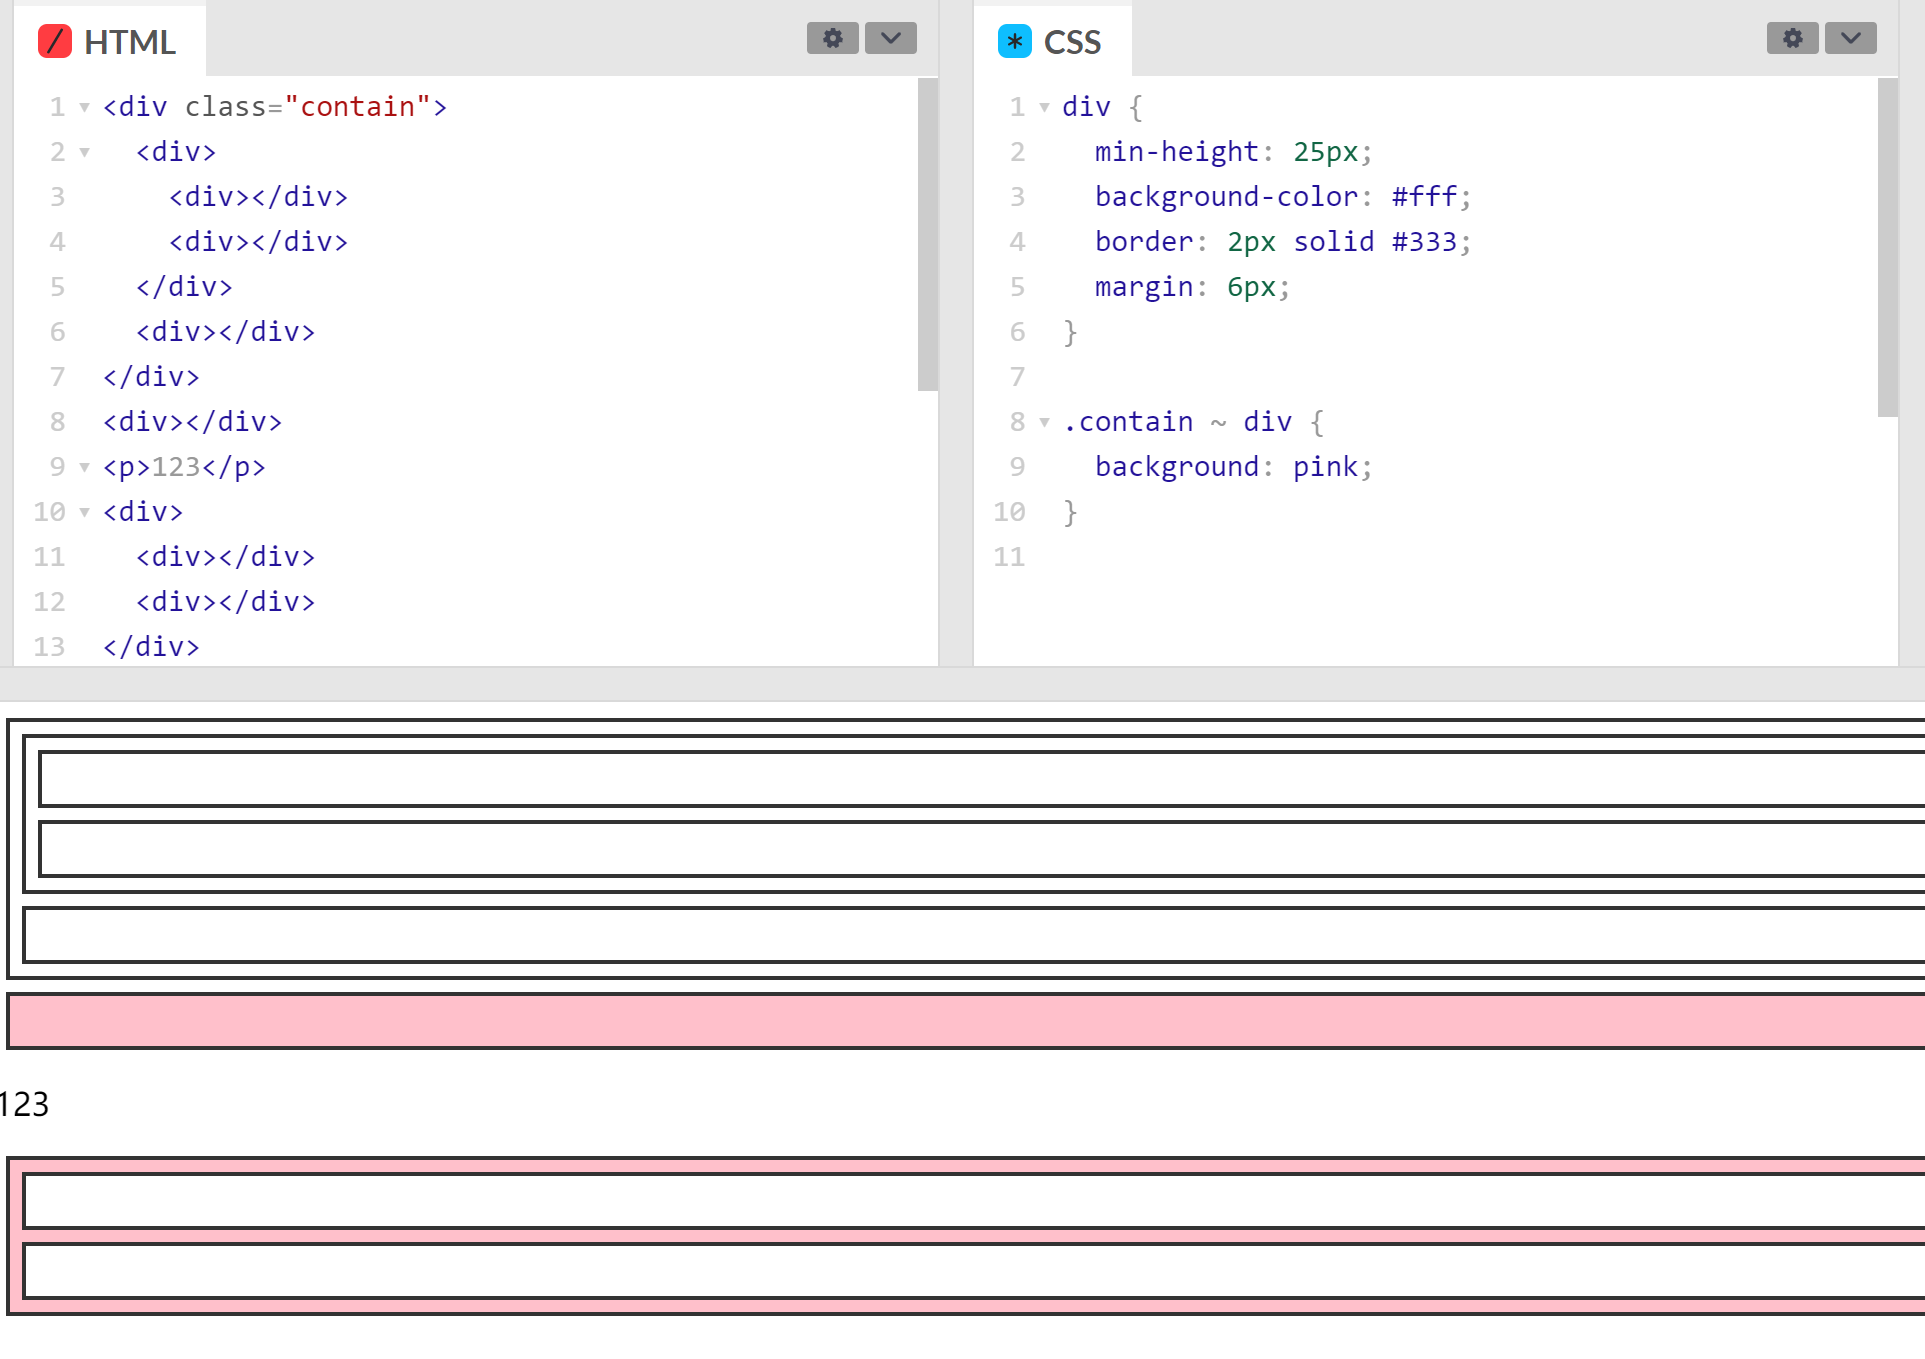 HTML
1 <div class="contain">
2 <div>
3 <div></div>
4 <div></div>
5 </div>
6 <div></div>
7 </div>
8 <div></div>
9 <p>123</p>
10 <div>
11 <div></div>
12 <div></div>
13 </div>
CSS
1 div {
2 min-height: 25px;
3 background-color: #fff;
4 border: 2px solid #333;
5 margin: 6px;
6 }
7
8 .contain ~ div {
9 background: pink;
10 }
11
123